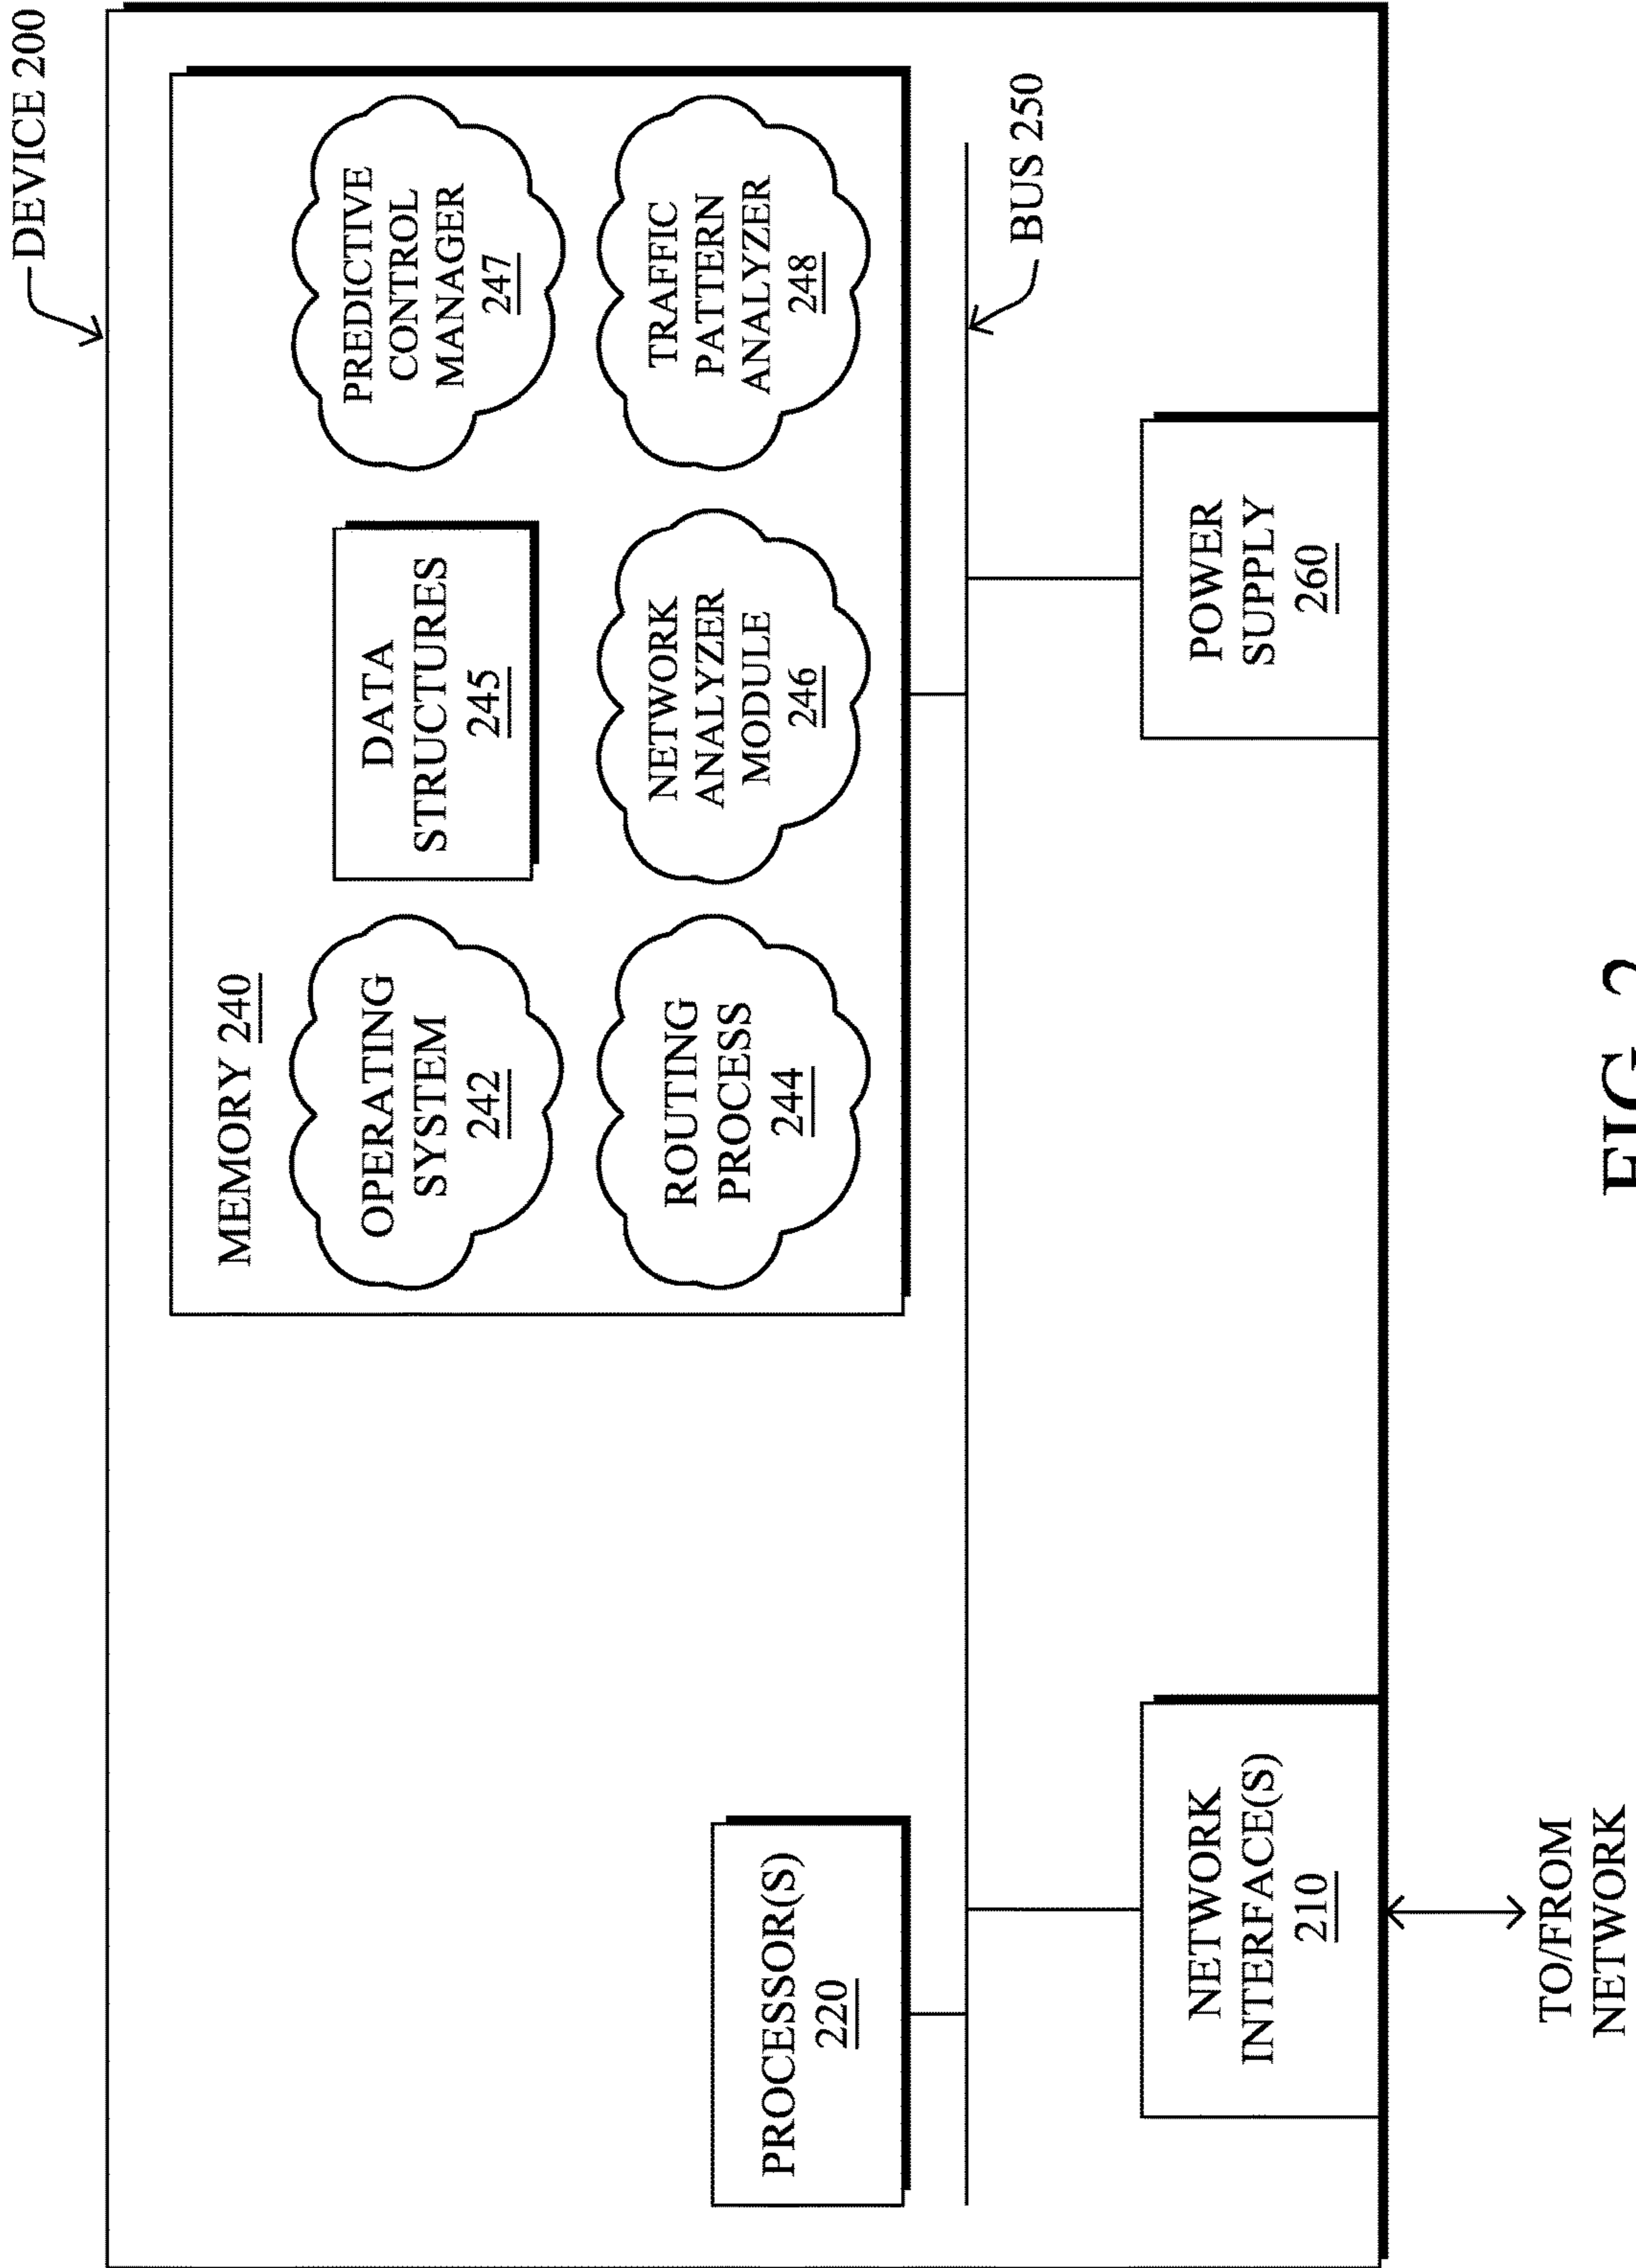 DEVICE 200
MEMORY 240
OPERATING
SYSTEM
242
DATA
STRUCTURES
245
PREDICTIVE
CONTROL
MANAGER
247
ROUTING
PROCESS
244
NETWORK
ANALYZER
MODULE
246
TRAFFIC
PATTERN
ANALYZER
248
PROCESSOR(S)
220
BUS 250
NETWORK
INTERFACE(S)
210
POWER
SUPPLY
260
TO/FROM
NETWORK
FIG. 2